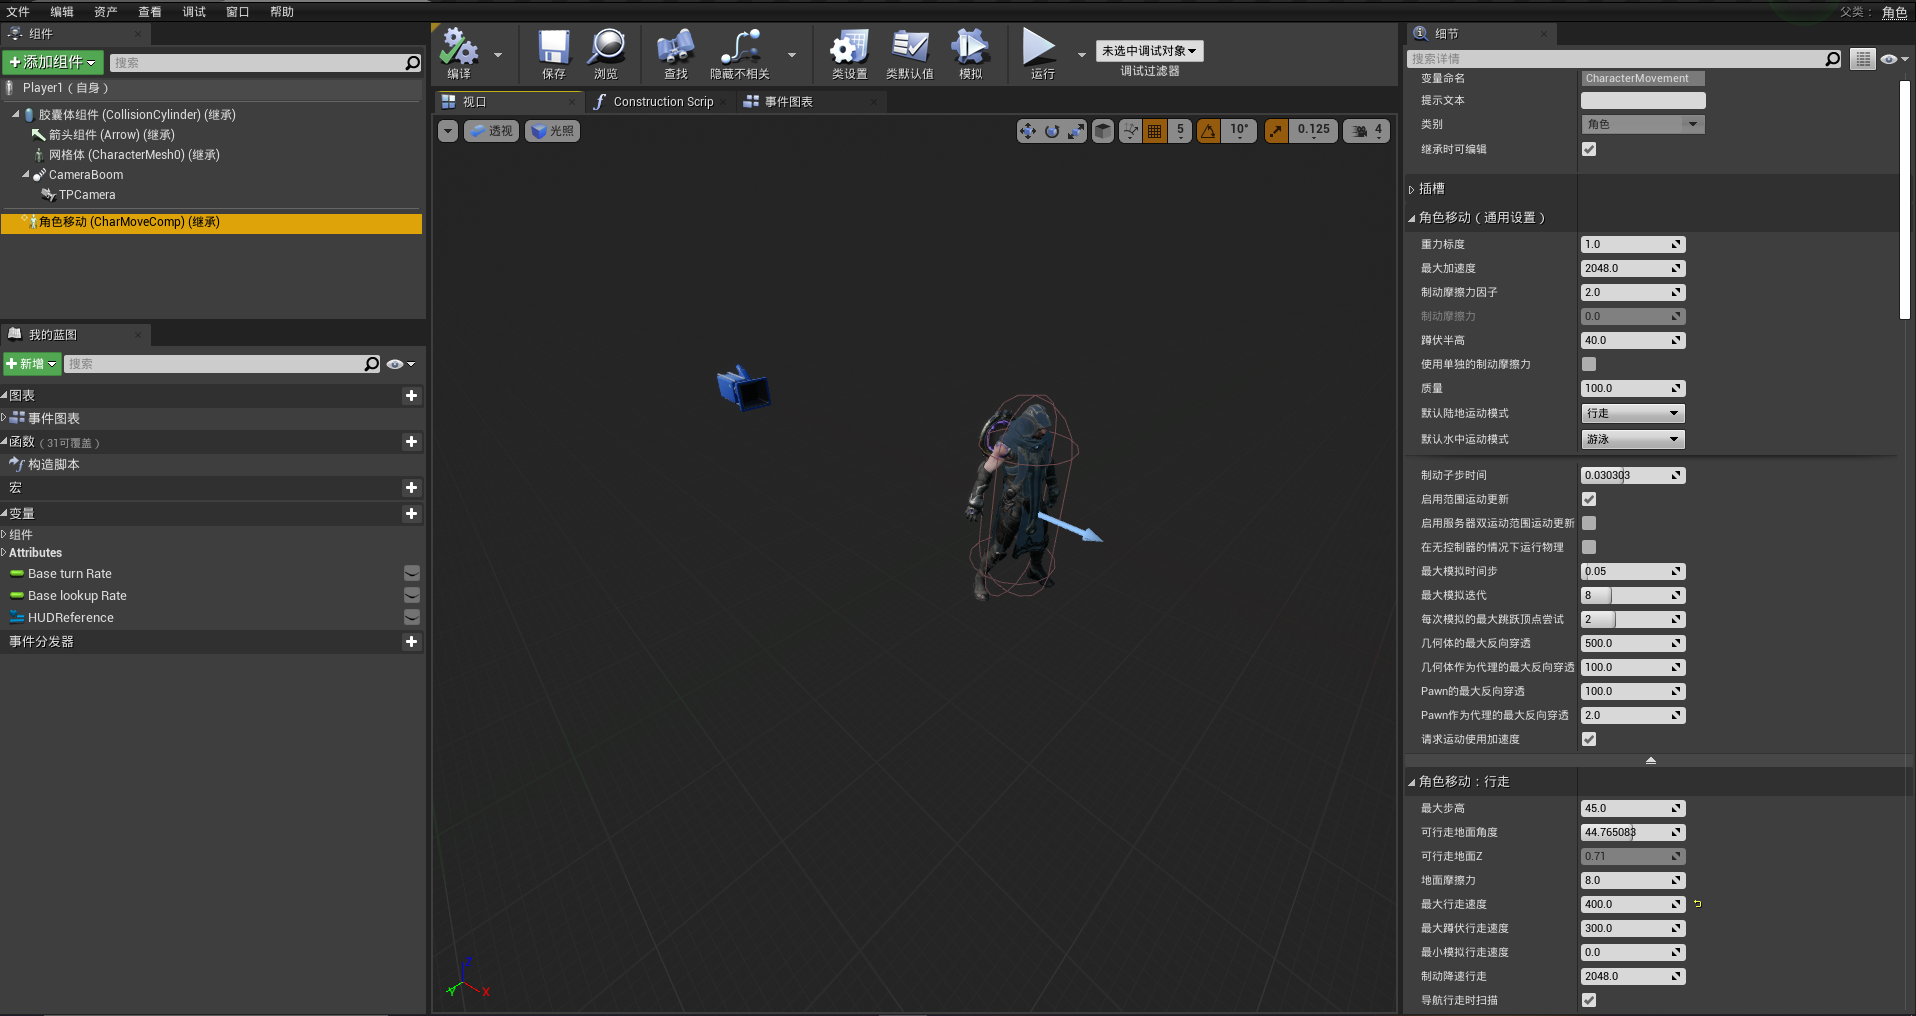 文件 编辑 资产 查看 调试 窗口 帮助
父类： 角色
组件
添加组件
搜索
Player1（自身）
胶囊体组件 (CollisionCylinder) (继承)
箭头组件 (Arrow) (继承)
网格体 (CharacterMesh0) (继承)
CameraBoom
TPCamera
角色移动 (CharMoveComp) (继承)
我的蓝图
新增
搜索
图表
事件图表
函数 （31可覆盖）
构造脚本
宏
变量
组件
Attributes
Base turn Rate
Base lookup Rate
HUDReference
事件分发器
编译 保存 浏览 查找 隐藏不相关 类设置 类默认值 模拟 运行
未选中调试对象
调试过滤器
视口 Construction Scrip 事件图表
透视 光照
5 10° 0.125 4
Z
Y
X
细节
搜索详情
变量命名 CharacterMovement
提示文本
类别 角色
继承时可编辑
插槽
角色移动（通用设置）
重力标度 1.0
最大加速度 2048.0
制动摩擦力因子 2.0
制动摩擦力 0.0
蹲伏半高 40.0
使用单独的制动摩擦力
质量 100.0
默认陆地运动模式 行走
默认水中运动模式 游泳
制动子步时间 0.030303
启用范围运动更新
启用服务器双运动范围运动更新
在无控制器的情况下运行物理
最大模拟时间步 0.05
最大模拟迭代 8
每次模拟的最大跳跃顶点尝试 2
几何体的最大反向穿透 500.0
几何体作为代理的最大反向穿透 100.0
Pawn的最大反向穿透 100.0
Pawn作为代理的最大反向穿透 2.0
请求运动使用加速度
角色移动：行走
最大步高 45.0
可行走地面角度 44.765083
可行走地面Z 0.71
地面摩擦力 8.0
最大行走速度 400.0
最大蹲伏行走速度 300.0
最小模拟行走速度 0.0
制动降速行走 2048.0
导航行走时扫描